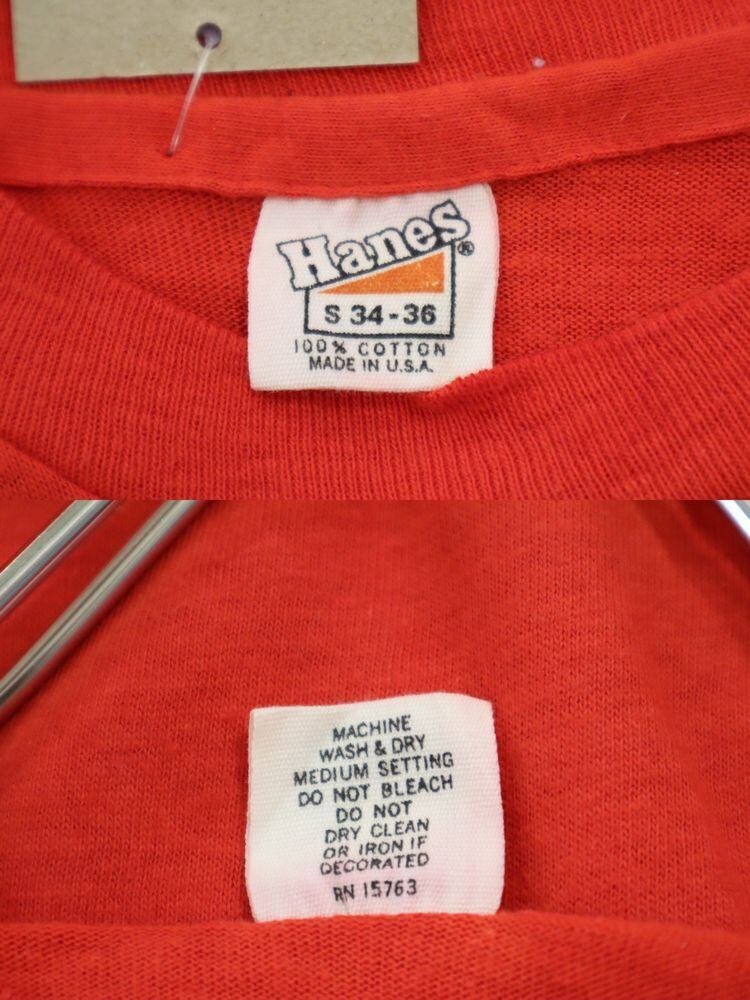 Hanes®
S 34-36
100% COTTON
MADE IN U.S.A.
MACHINE
WASH & DRY
MEDIUM SETTING
DO NOT BLEACH
DO NOT
DRY CLEAN
OR IRON IF
DECORATED
RN 15763